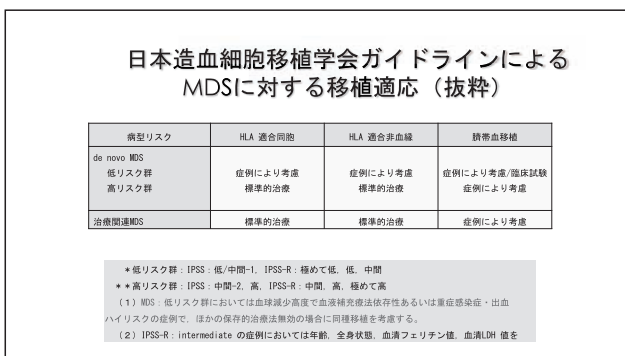 日本造血細胞移植学会ガイドラインによる
MDSに対する移植適応（抜粋）
病型リスク HLA 適合同胞 HLA 適合非血縁 臍帯血移植
de novo MDS
低リスク群 症例により考慮 症例により考慮 症例により考慮/臨床試験
高リスク群 標準的治療 標準的治療 症例により考慮
治療関連MDS 標準的治療 標準的治療 症例により考慮
＊低リスク群：IPSS：低/中間-1，IPSS-R：極めて低，低，中間
＊＊高リスク群：IPSS：中間-2，高，IPSS-R：中間，高，極めて高
（１）MDS：低リスク群においては血球減少高度で血液補充療法依存性あるいは重症感染症・出血
ハイリスクの症例で，ほかの保存的治療法無効の場合に同種移植を考慮する。
（２）IPSS-R：intermediate の症例においては年齢，全身状態，血清フェリチン値，血清LDH 値を